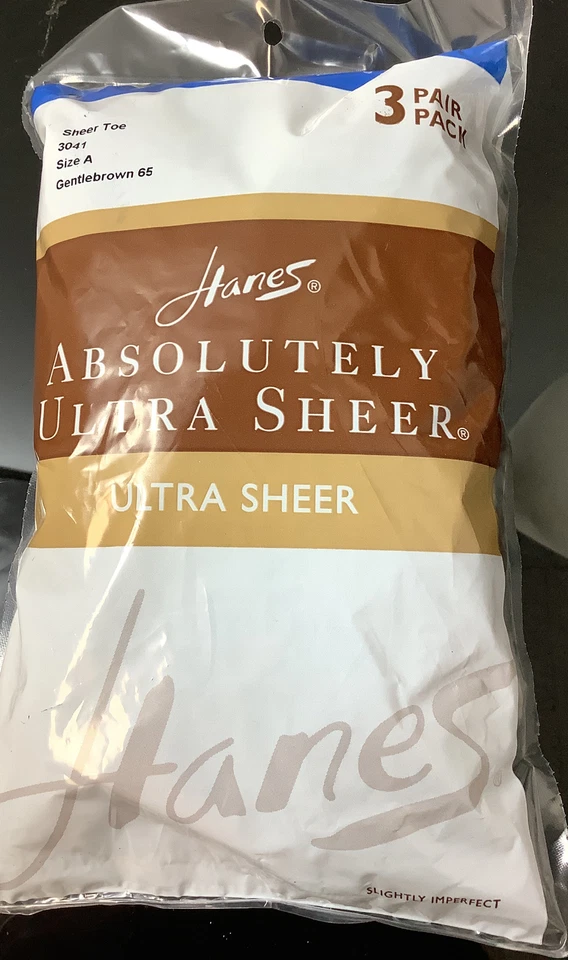 Sheer Toe
3041
Size A
Gentlebrown 65
3 PAIR
PACK
Hanes®
ABSOLUTELY
ULTRA SHEER®
ULTRA SHEER
Hanes
SLIGHTLY IMPERFECT